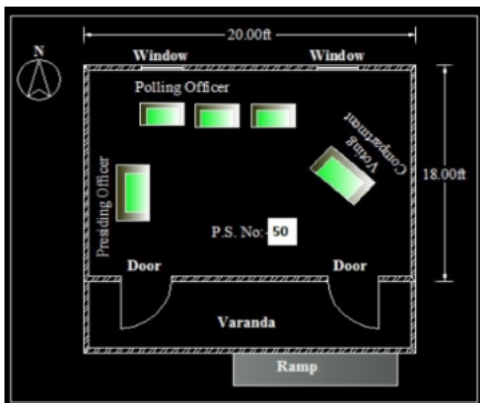 20.00ft
N
Window
Window
Polling Officer
Voting
Compartment
18.00ft
Presiding Officer
P.S. No:- 50
Door
Door
Varanda
Ramp